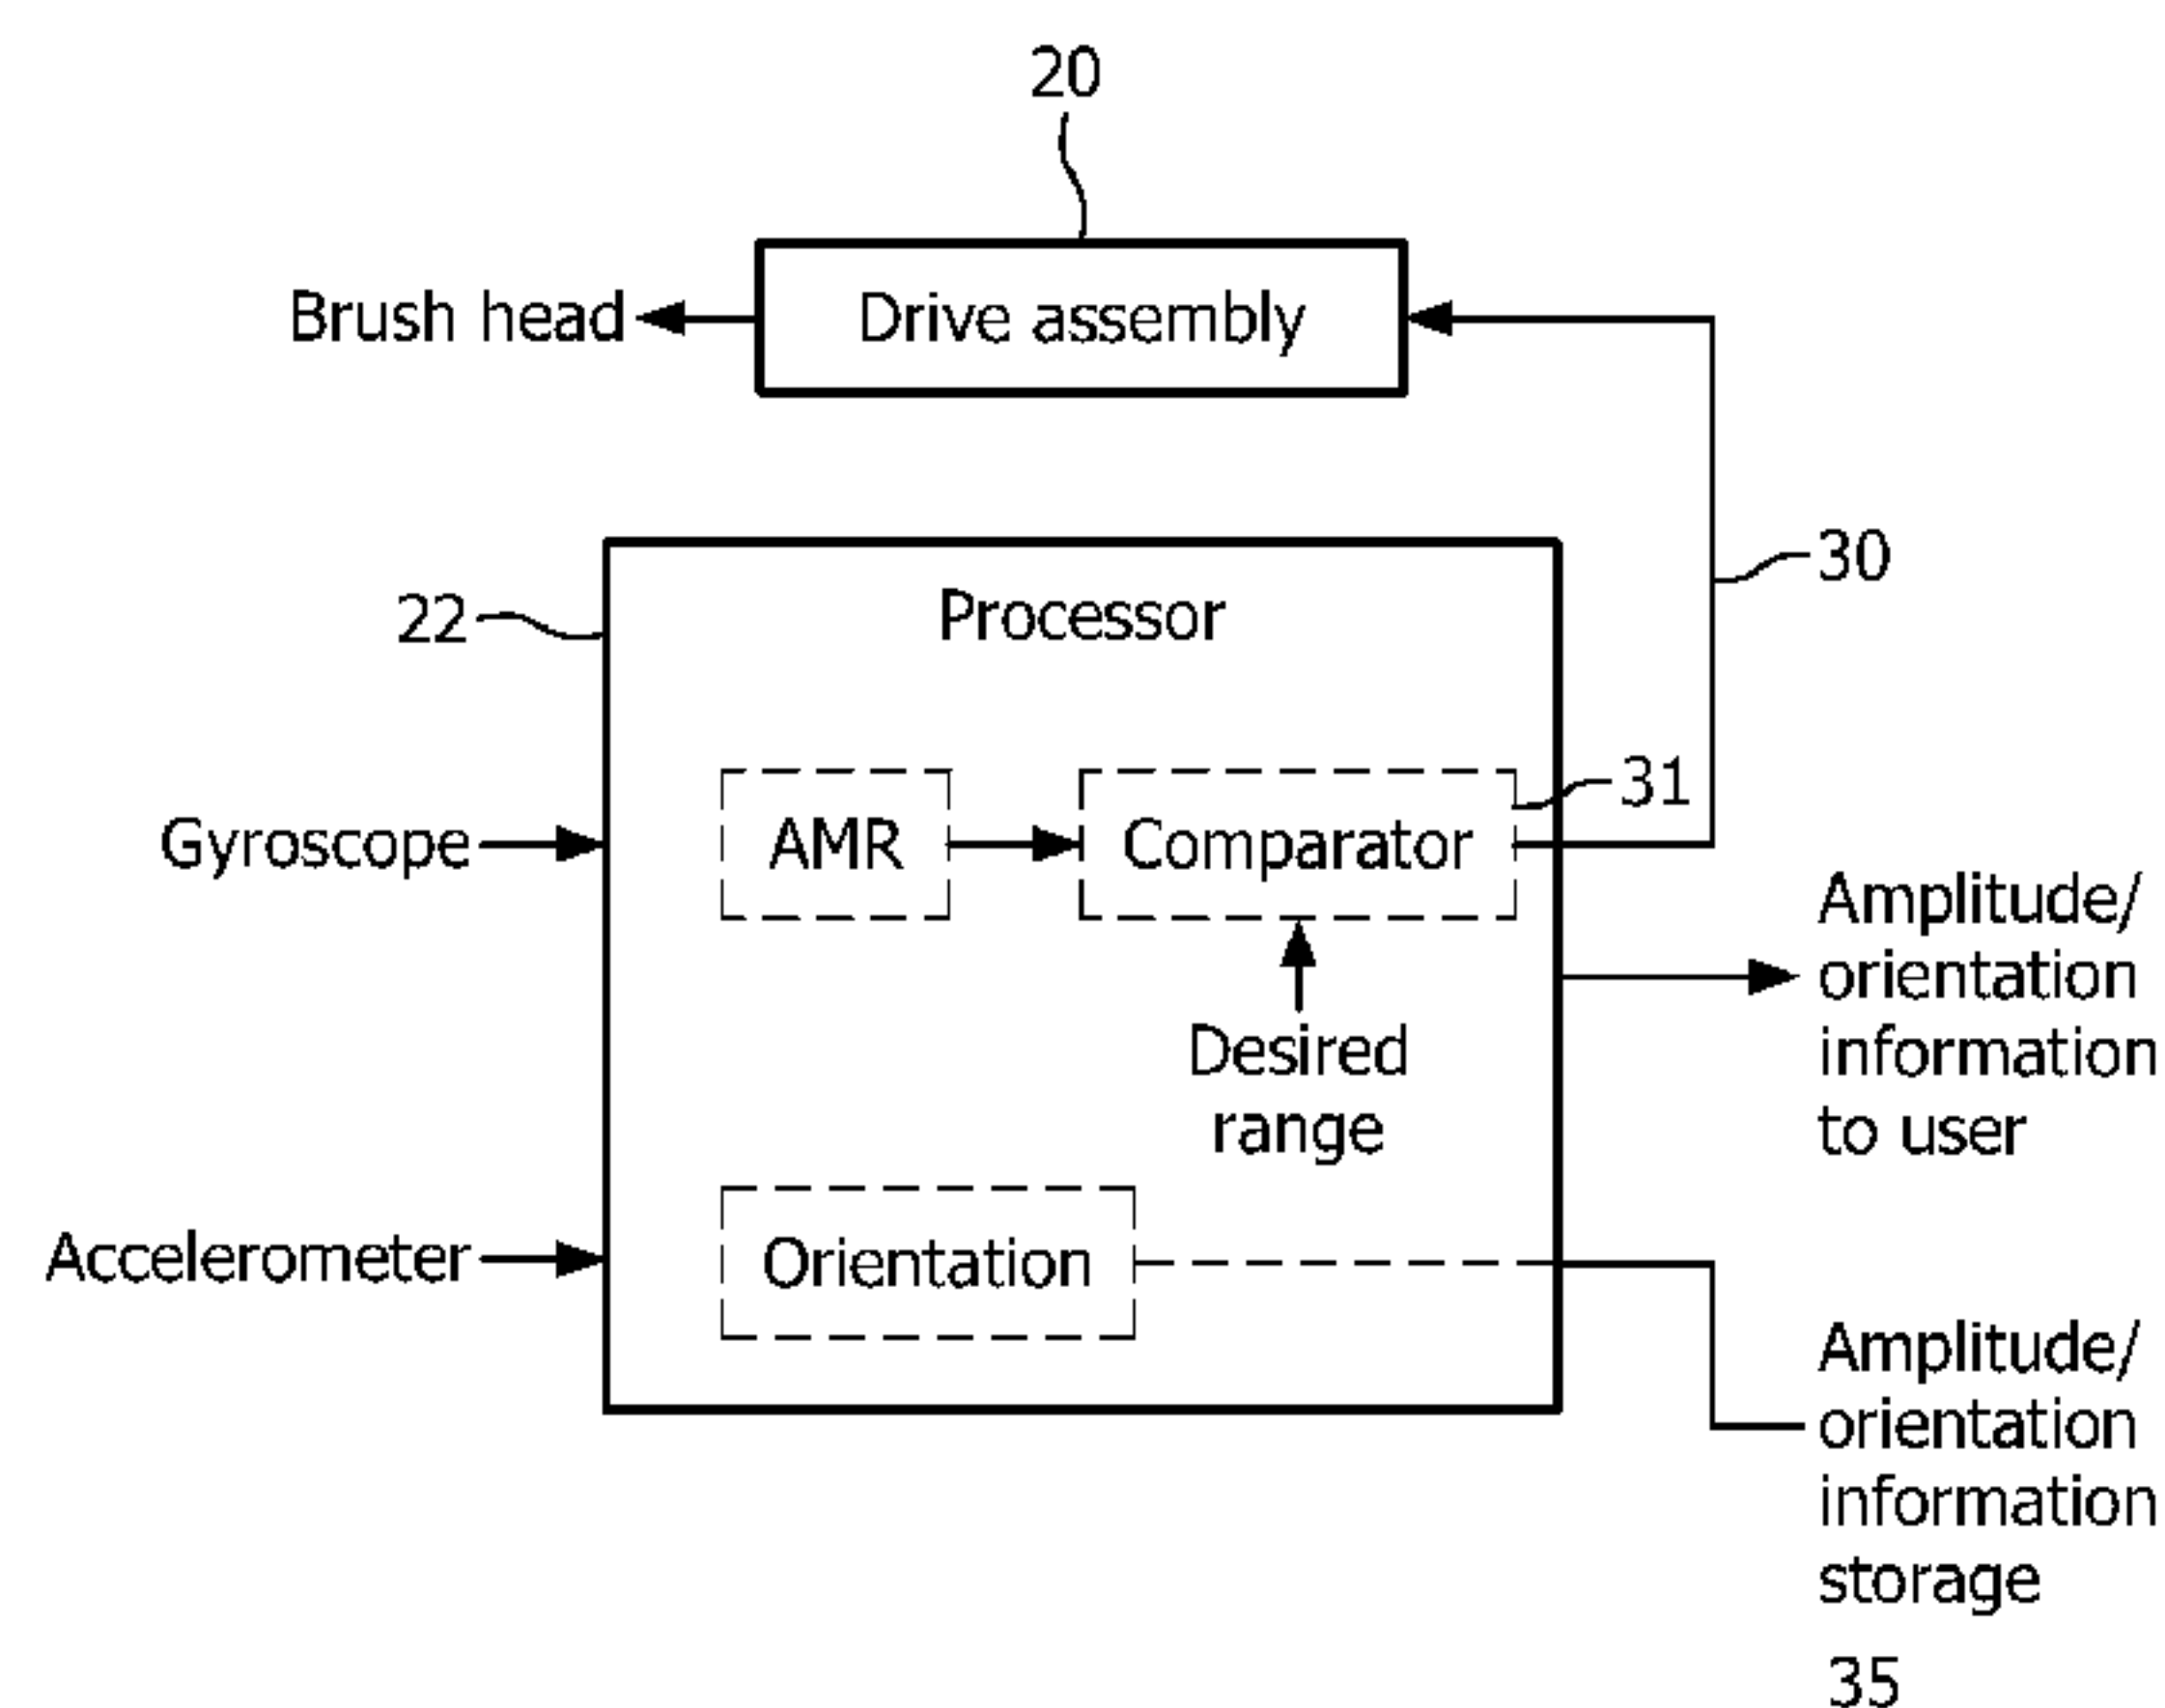 20
Brush head
Drive assembly
30
22
Processor
31
Gyroscope
AMR
Comparator
Amplitude/
orientation
information
to user
Desired
range
Accelerometer
Orientation
Amplitude/
orientation
information
storage
35